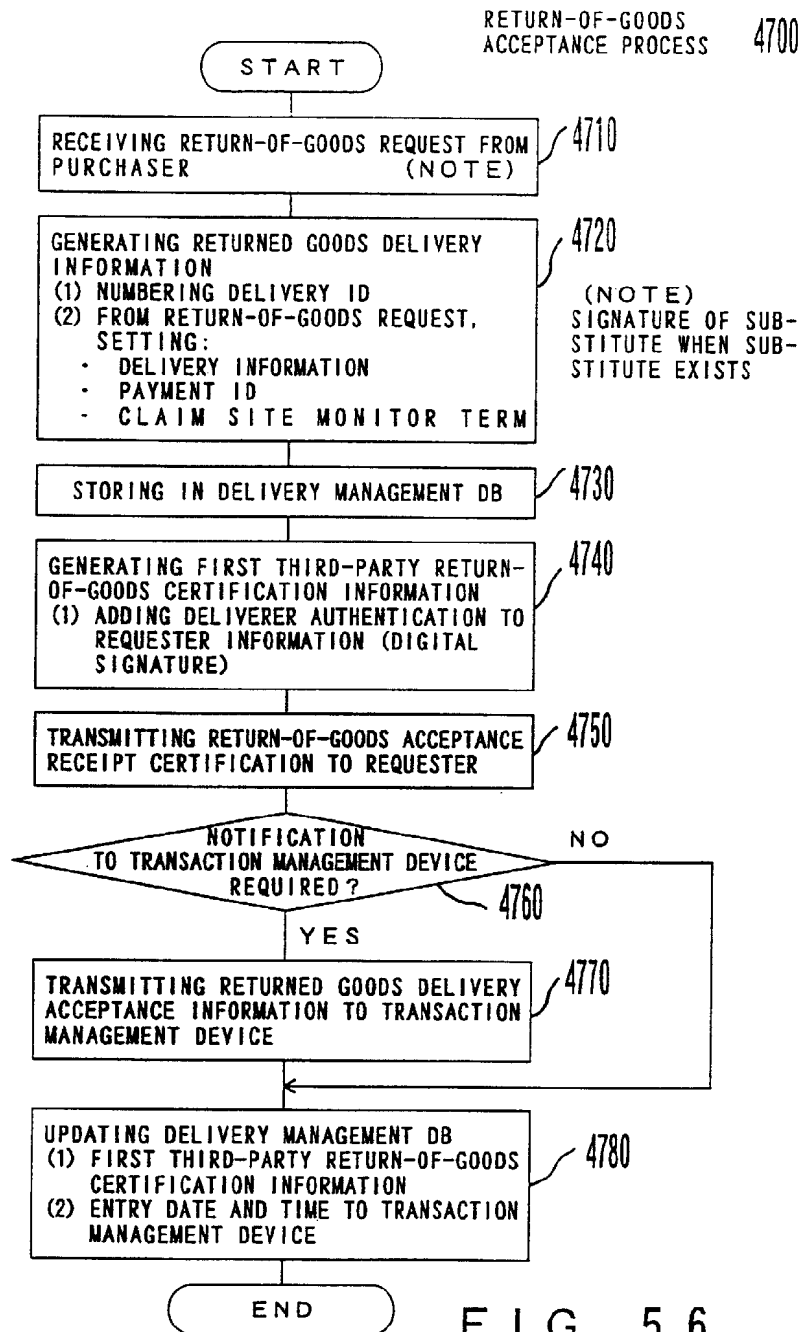 RETURN-OF-GOODS
ACCEPTANCE PROCESS 4700
START
RECEIVING RETURN-OF-GOODS REQUEST FROM
PURCHASER (NOTE)
4710
GENERATING RETURNED GOODS DELIVERY
INFORMATION
(1) NUMBERING DELIVERY ID
(2) FROM RETURN-OF-GOODS REQUEST,
SETTING:
· DELIVERY INFORMATION
· PAYMENT ID
- CLAIM SITE MONITOR TERM
4720
(NOTE)
SIGNATURE OF SUB-
STITUTE WHEN SUB-
STITUTE EXISTS
STORING IN DELIVERY MANAGEMENT DB
4730
GENERATING FIRST THIRD-PARTY RETURN-
OF-GOODS CERTIFICATION INFORMATION
(1) ADDING DELIVERER AUTHENTICATION TO
REQUESTER INFORMATION (DIGITAL
SIGNATURE)
4740
TRANSMITTING RETURN-OF-GOODS ACCEPTANCE
RECEIPT CERTIFICATION TO REQUESTER
4750
NOTIFICATION
TO TRANSACTION MANAGEMENT DEVICE
REQUIRED?
NO
4760
YES
TRANSMITTING RETURNED GOODS DELIVERY
ACCEPTANCE INFORMATION TO TRANSACTION
MANAGEMENT DEVICE
4770
UPDATING DELIVERY MANAGEMENT DB
(1) FIRST THIRD-PARTY RETURN-OF-GOODS
CERTIFICATION INFORMATION
(2) ENTRY DATE AND TIME TO TRANSACTION
MANAGEMENT DEVICE
4780
END
FIG. 56